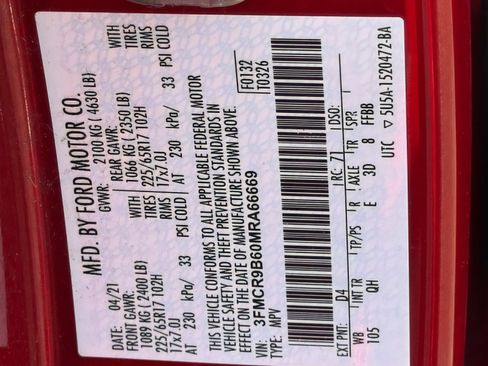 MFD. BY FORD MOTOR CO.
04/21 GVWR: 2100 KG ( 4630 LB)
FRONT GAWR: REAR GAWR: WITH
1089 KG ( 2400 LB) 1066 KG ( 2350 LB) TIRES
225/65R17 102H 225/65R17 102H RIMS
17x7.0J 17x7.0J
AT 230 kPa/ 33 PSI COLD AT 230 kPa/ 33 PSI COLD
WITH
TIRES
RIMS
THIS VEHICLE CONFORMS TO ALL APPLICABLE FEDERAL MOTOR
VEHICLE SAFETY AND THEFT PREVENTION STANDARDS IN
EFFECT ON THE DATE OF MANUFACTURE SHOWN ABOVE.
VIN: 3FMCR9B60MRA66669
TYPE: MPV
F0132
T0326
EXT PNT: D4 RC: 71 DSO:
WB INT TR TP/PS R AXLE TR SPR
105 QH E 3D 8 FFBB
UTC ▽ 5U5A-1520472-BA